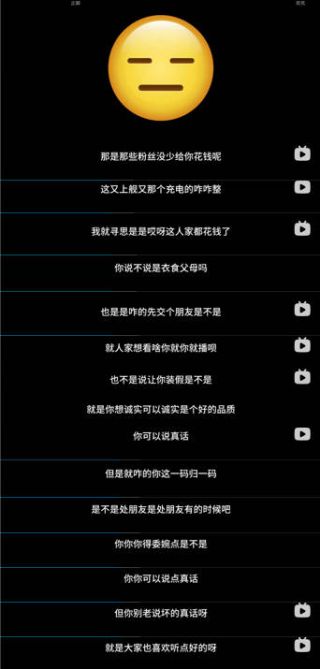 那是那些粉丝没少给你花钱呢
这又上舰又那个充电的咋咋整
我就寻思是是哎呀这人家都花钱了
你说不说是衣食父母吗
也是是咋的先交个朋友是不是
就人家想看啥你就你就播呗
也不是说让你装假是不是
就是你想诚实可以诚实是个好的品质
你可以说真话
但是就咋的你这一码归一码
是不是处朋友是处朋友有的时候吧
你你你得委婉点是不是
你你可以说点真话
但你别老说坏的真话呀
就是大家也喜欢听点好的呀